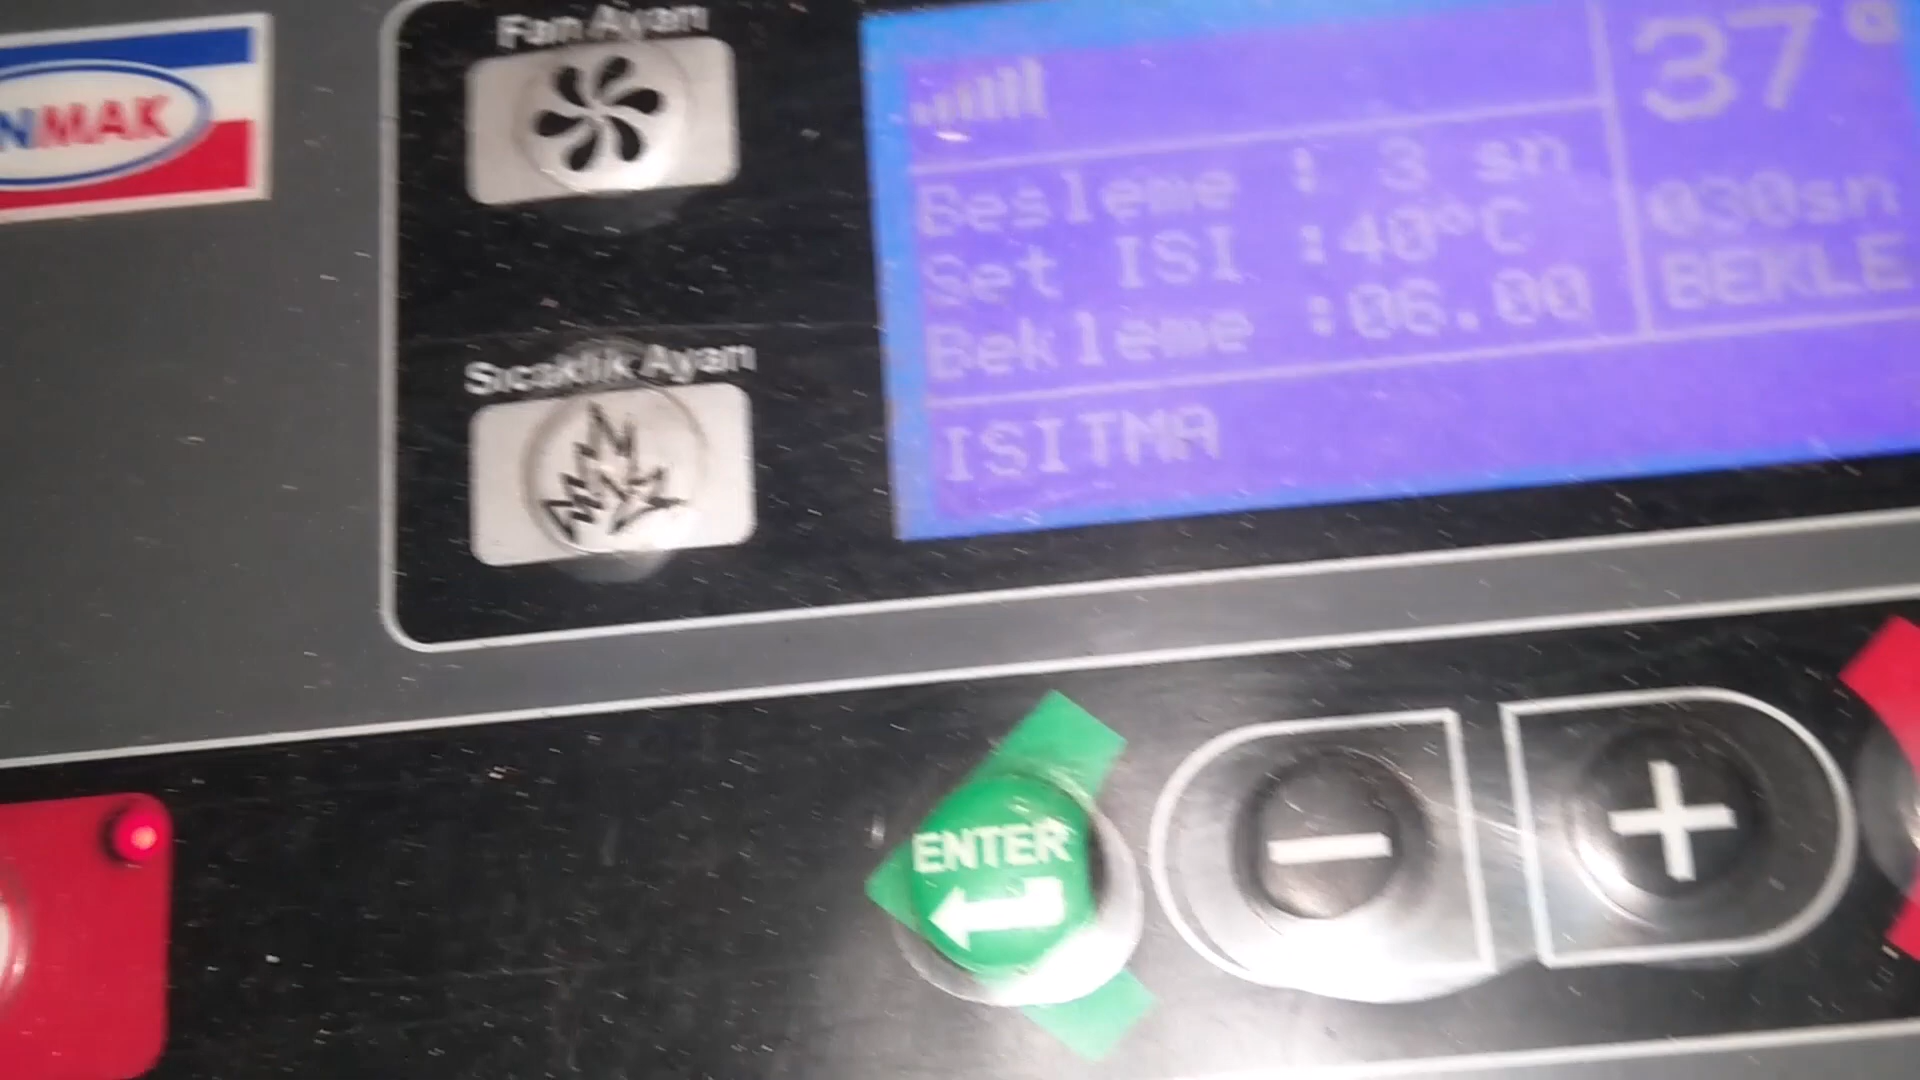 NMAK
Fan Ayarı
Sıcaklık Ayarı
37°
Besleme : 3 sn
Set ISI :40°C
Bekleme :06.00
030sn
BEKLE
ISITMA
ENTER